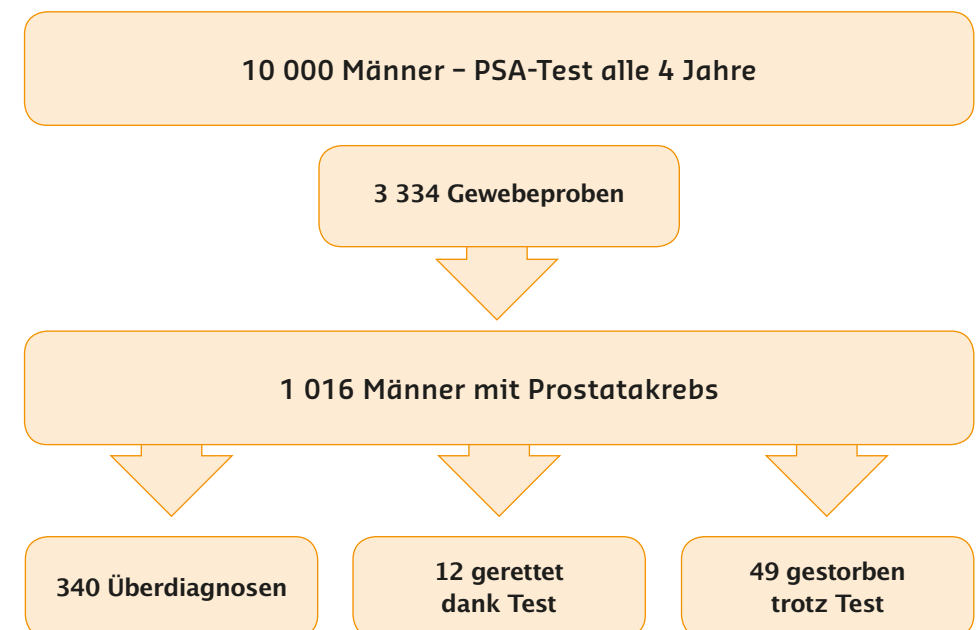 10 000 Männer – PSA-Test alle 4 Jahre
3 334 Gewebeproben
1 016 Männer mit Prostatakrebs
340 Überdiagnosen
12 gerettet
dank Test
49 gestorben
trotz Test